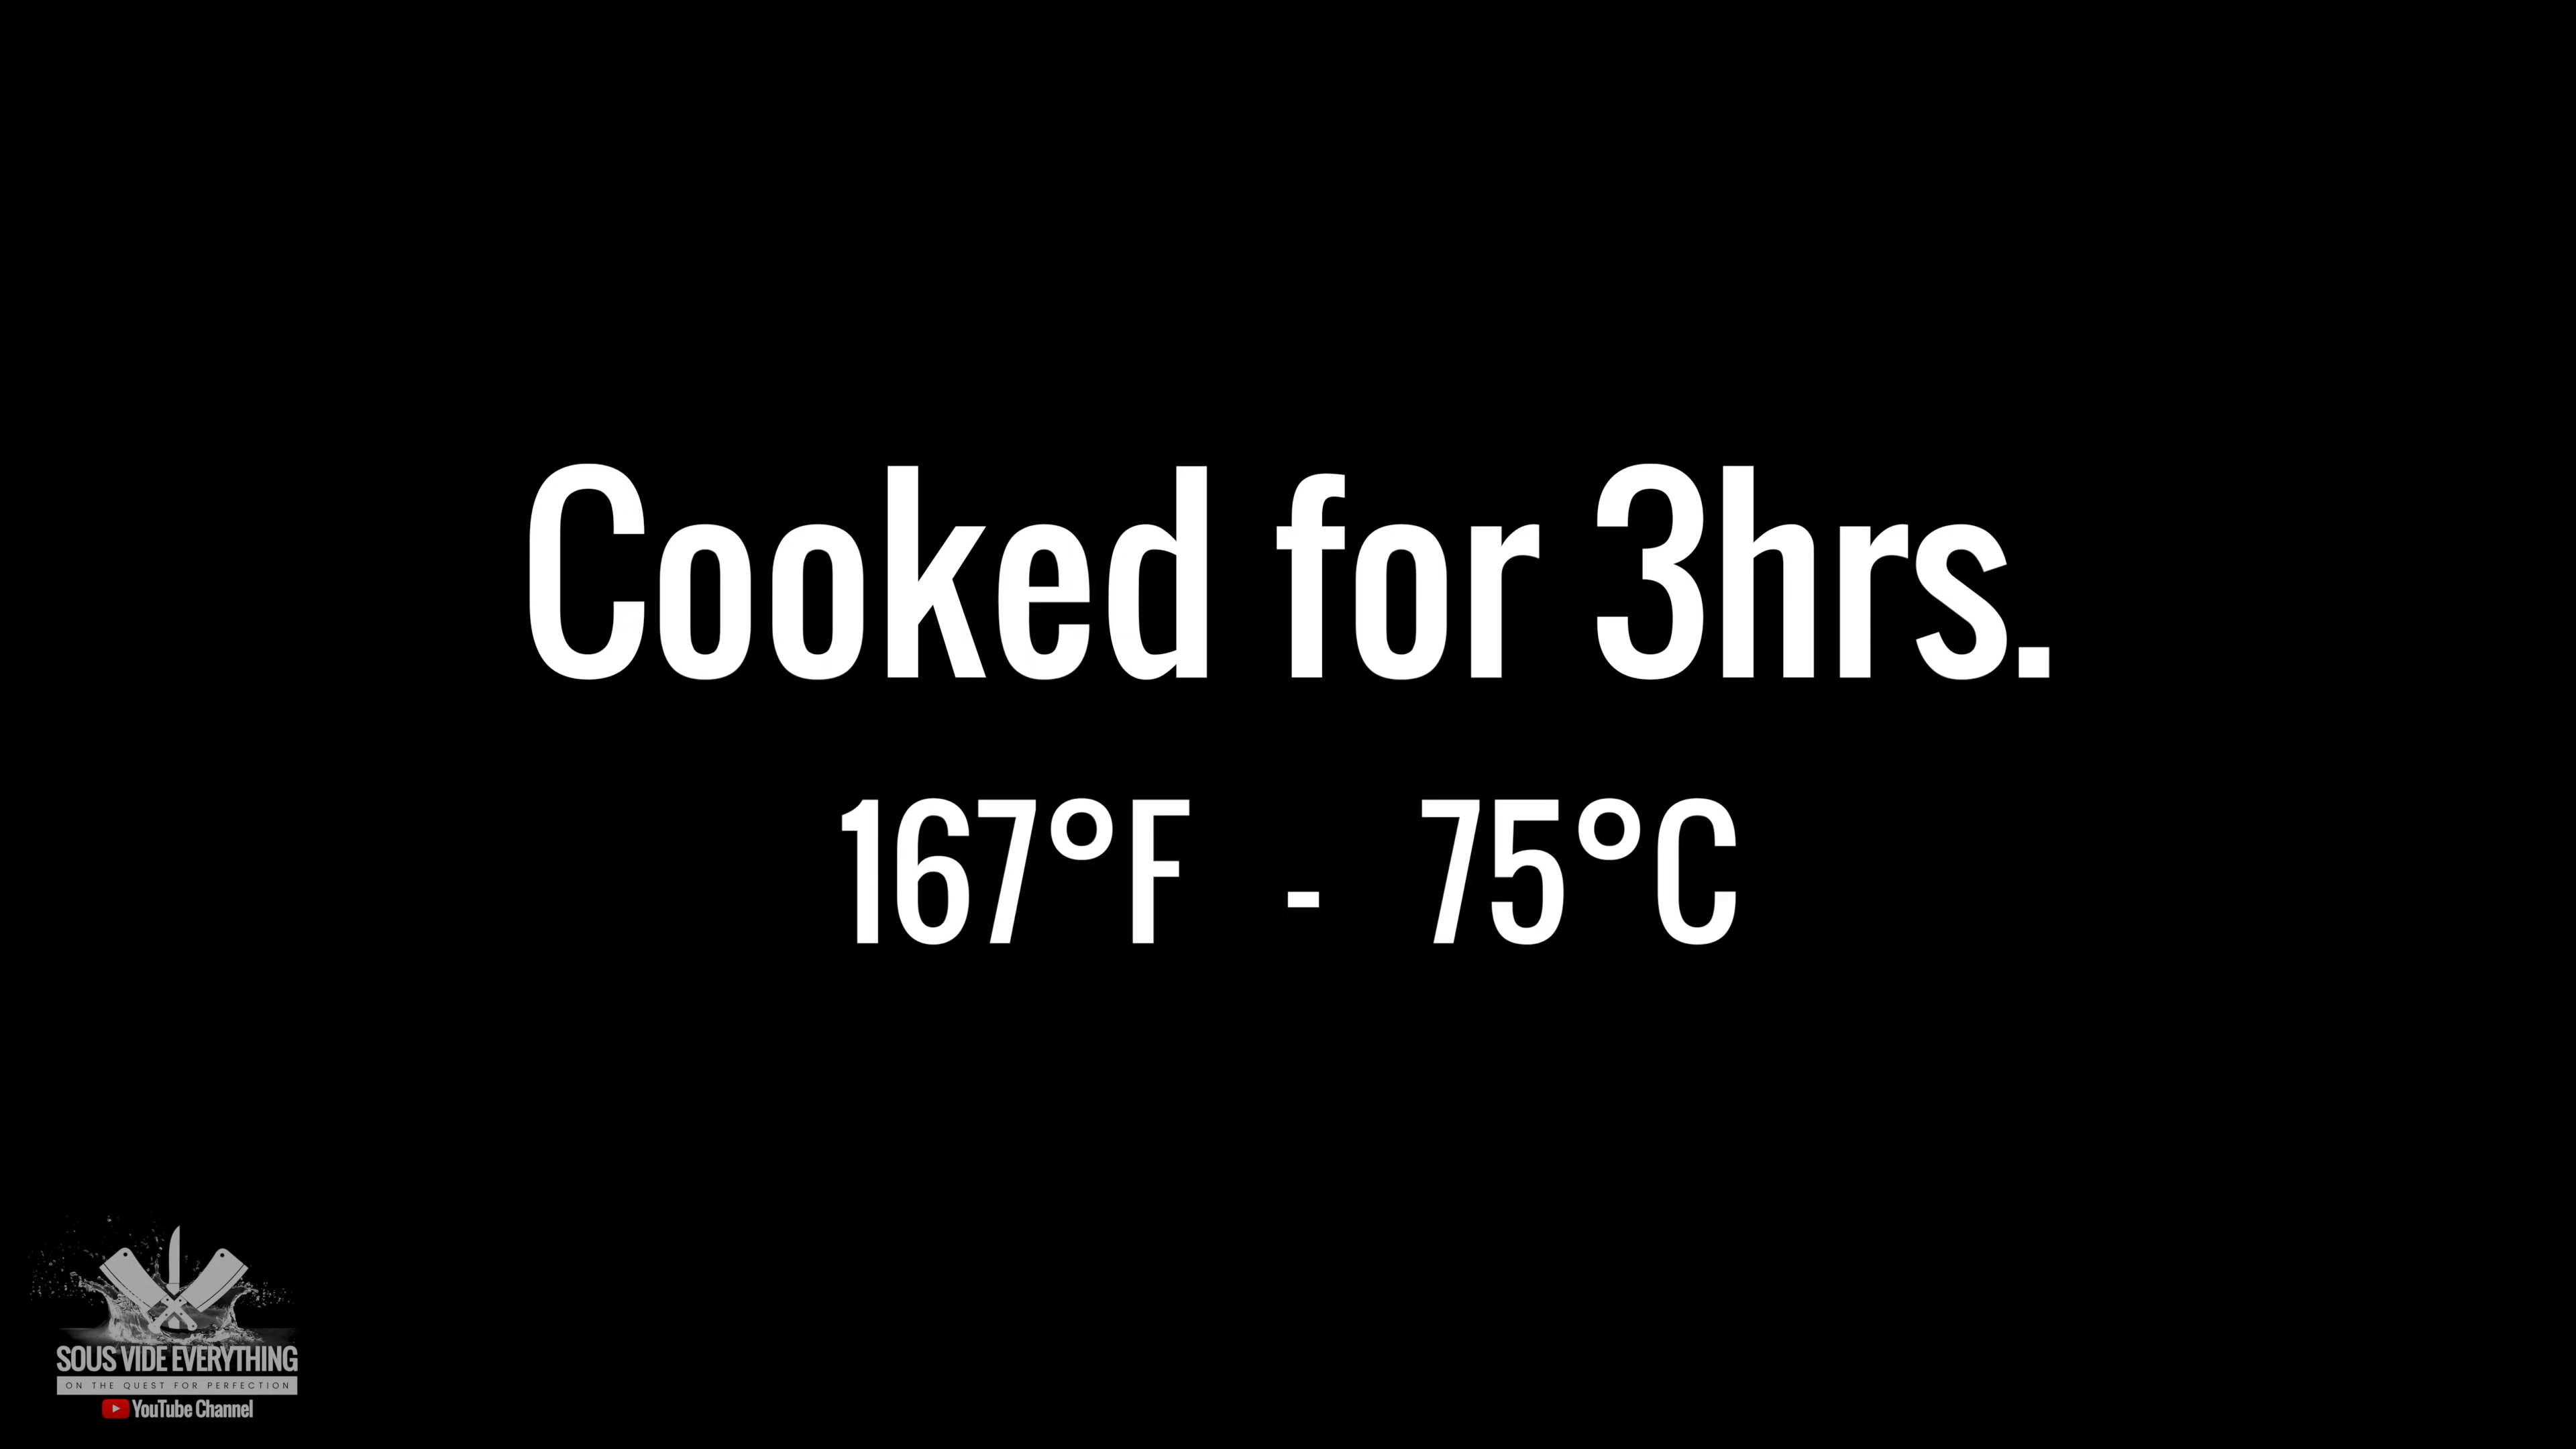 Cooked for 3hrs.
167°F - 75°C
SOUS VIDE EVERYTHING
ON THE QUEST FOR PERFECTION
YouTube Channel